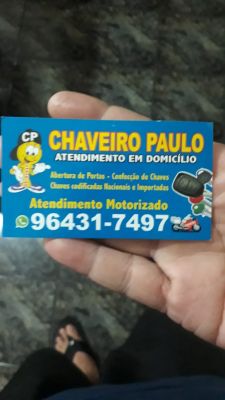 CP
CHAVEIRO PAULO
ATENDIMENTO EM DOMICÍLIO
Abertura de Portas - Confecção de Chaves
Chaves codificadas Nacionais e Importadas
Atendimento Motorizado
96431-7497